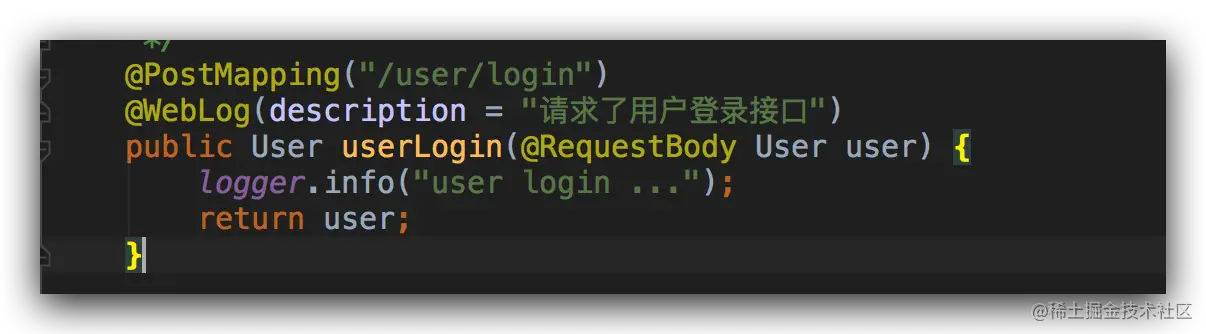 */
@PostMapping("/user/login")
@WebLog(description = "请求了用户登录接口")
public User userLogin(@RequestBody User user) {
logger.info("user login ...");
return user;
}
@稀土掘金技术社区